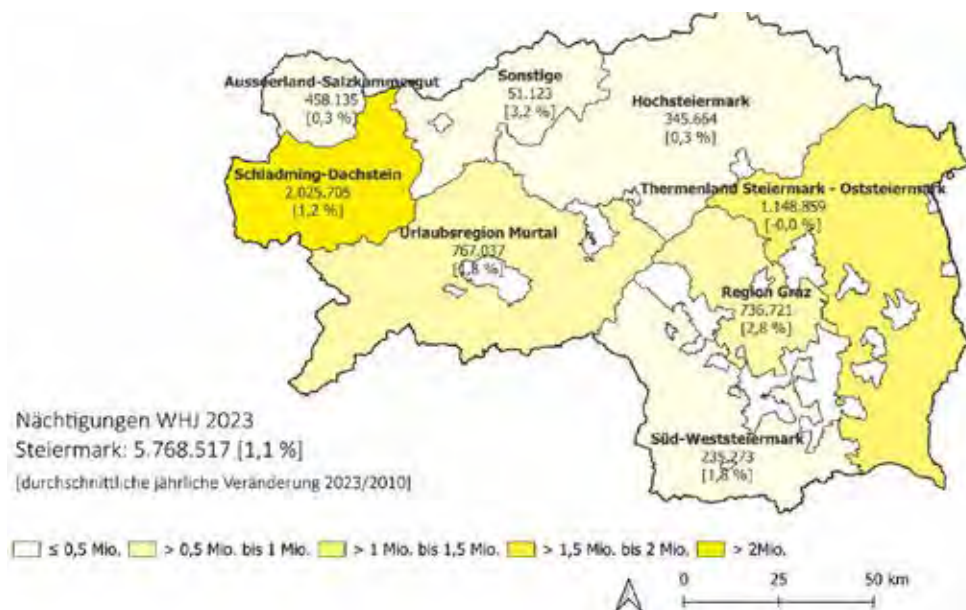 Ausseerland-Salzkammergut
458.135
[0,3 %]
Sonstige
51.123
[3,2 %]
Hochsteiermark
345.664
[0,3 %]
Schladming-Dachstein
2.025.705
[1,2 %]
Thermenland Steiermark - Oststeiermark
1.148.859
[-0,0 %]
Urlaubsregion Murtal
767.037
Region Graz
736.721
[2,8 %]
Süd-Weststeiermark
235.273
[1,8 %]
Nächtigungen WHJ 2023
Steiermark: 5.768.517 [1,1 %]
[durchschnittliche jährliche Veränderung 2023/2010]
≤ 0,5 Mio. > 0,5 Mio. bis 1 Mio. > 1 Mio. bis 1,5 Mio. > 1,5 Mio. bis 2 Mio. > 2Mio.
0 25 50 km